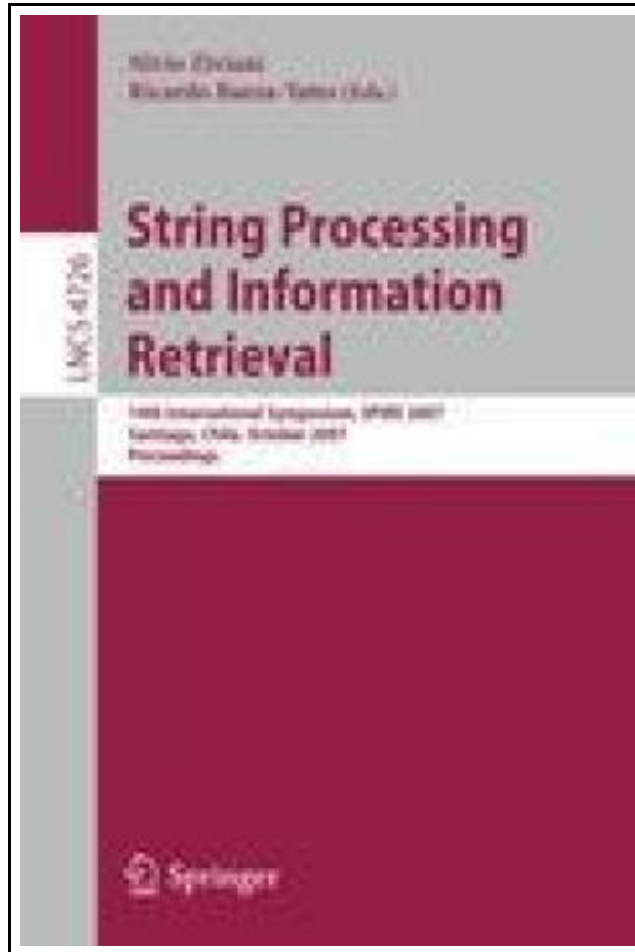 Nivio Ziviani
Ricardo Baeza-Yates (Eds.)
String Processing
and Information
Retrieval
LNCS 4726
14th International Symposium, SPIRE 2007
Santiago, Chile, October 2007
Proceedings
Springer